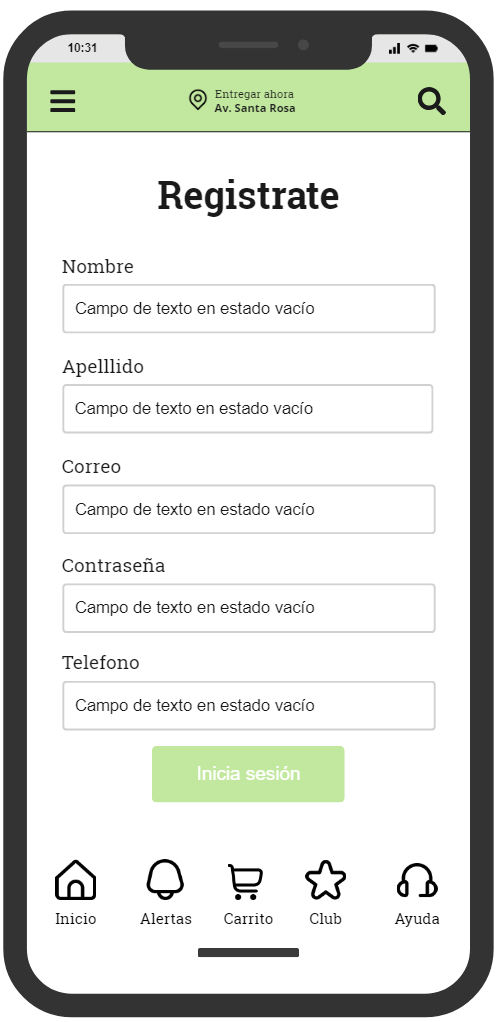 10:31
Entregar ahora
Av. Santa Rosa
Registrate
Nombre
Campo de texto en estado vacío
Apelllido
Campo de texto en estado vacío
Correo
Campo de texto en estado vacío
Contraseña
Campo de texto en estado vacío
Telefono
Campo de texto en estado vacío
Inicia sesión
Inicio Alertas Carrito Club Ayuda